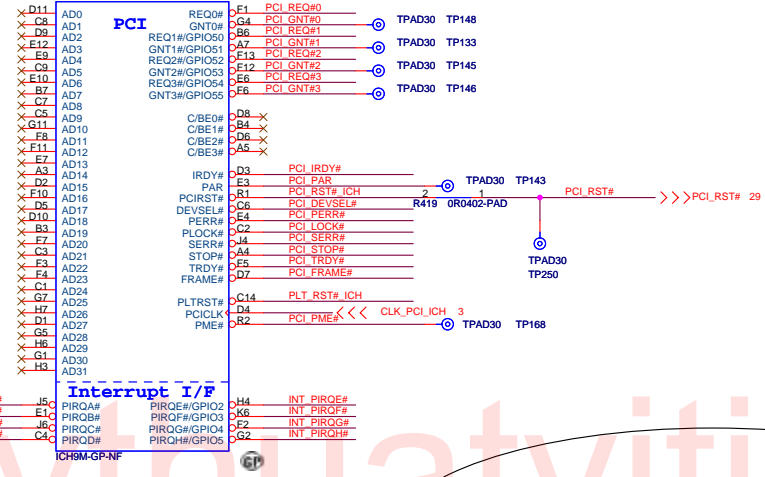 PCI
D11 AD0 REQ0# F1 PCI_REQ#0
C8 AD1 GNT0# G4 PCI_GNT#0 TPAD30 TP148
D9 AD2 REQ1#/GPIO50 B6 PCI_REQ#1
E12 AD3 GNT1#/GPIO51 A7 PCI_GNT#1 TPAD30 TP133
E9 AD4 REQ2#/GPIO52 F13 PCI_REQ#2
C9 AD5 GNT2#/GPIO53 F12 PCI_GNT#2 TPAD30 TP145
E10 AD6 REQ3#/GPIO54 E6 PCI_REQ#3
B7 AD7 GNT3#/GPIO55 F6 PCI_GNT#3 TPAD30 TP146
C7 AD8
C5 AD9 C/BE0# D8
G11 AD10 C/BE1# B4
F8 AD11 C/BE2# D6
F11 AD12 C/BE3# A5
E7 AD13
A3 AD14 IRDY# D3 PCI_IRDY#
D2 AD15 PAR E3 PCI_PAR TPAD30 TP143
F10 AD16 PCIRST# R1 PCI_RST#_ICH 2 1 PCI_RST# PCI_RST# 29
D5 AD17 DEVSEL# C6 PCI_DEVSEL# R419 0R0402-PAD
D10 AD18 PERR# E4 PCI_PERR#
B3 AD19 PLOCK# C2 PCI_LOCK#
F7 AD20 SERR# J4 PCI_SERR#
C3 AD21 STOP# A4 PCI_STOP#
F3 AD22 TRDY# F5 PCI_TRDY# TPAD30
F4 AD23 FRAME# D7 PCI_FRAME# TP250
C1 AD24
G7 AD25 PLTRST# C14 PLT_RST#_ICH
H7 AD26 PCICLK D4 CLK_PCI_ICH 3
D1 AD27 PME# R2 PCI_PME# TPAD30 TP168
G5 AD28
H6 AD29
G1 AD30
H3 AD31
Interrupt I/F
J5 PIRQA# PIRQE#/GPIO2 H4 INT_PIRQE#
E1 PIRQB# PIRQF#/GPIO3 K6 INT_PIRQF#
J6 PIRQC# PIRQG#/GPIO4 F2 INT_PIRQG#
C4 PIRQD# PIRQH#/GPIO5 G2 INT_PIRQH#
ICH9M-GP-NF
GP